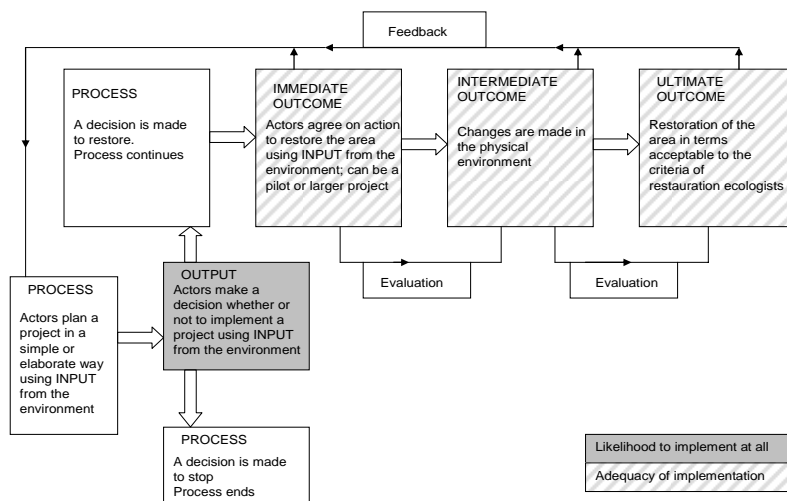 Feedback
PROCESS
A decision is made
to restore.
Process continues
IMMEDIATE
OUTCOME
Actors agree on action
to restore the area
using INPUT from the
environment; can be a
pilot or larger project
INTERMEDIATE
OUTCOME
Changes are made in
the physical
environment
ULTIMATE
OUTCOME
Restoration of the
area in terms
acceptable to the
criteria of
restauration ecologists
Evaluation
Evaluation
PROCESS
Actors plan a
project in a
simple or
elaborate way
using INPUT
from the
environment
OUTPUT
Actors make a
decision whether or
not to implement a
project using INPUT
from the environment
PROCESS
A decision is made
to stop
Process ends
Likelihood to implement at all
Adequacy of implementation